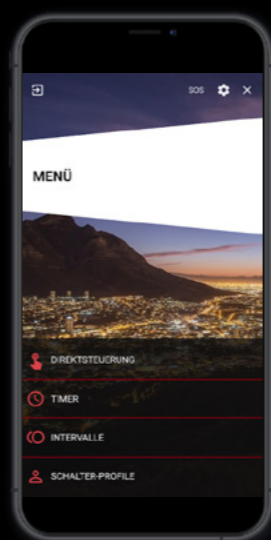 SOS
MENÜ
DIREKTSTEUERUNG
TIMER
INTERVALLE
SCHALTER-PROFILE